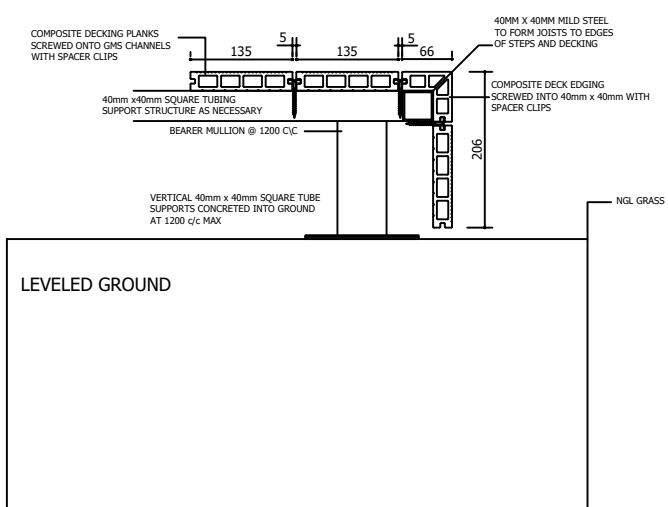 COMPOSITE DECKING PLANKS
SCREWED ONTO GMS CHANNELS
WITH SPACER CLIPS
5
5
135
135
66
40MM X 40MM MILD STEEL
TO FORM JOISTS TO EDGES
OF STEPS AND DECKING
COMPOSITE DECK EDGING
SCREWED INTO 40mm x 40mm WITH
SPACER CLIPS
40mm x40mm SQUARE TUBING
SUPPORT STRUCTURE AS NECESSARY
BEARER MULLION @ 1200 C\C
206
VERTICAL 40mm x 40mm SQUARE TUBE
SUPPORTS CONCRETED INTO GROUND
AT 1200 c/c MAX
NGL GRASS
LEVELED GROUND